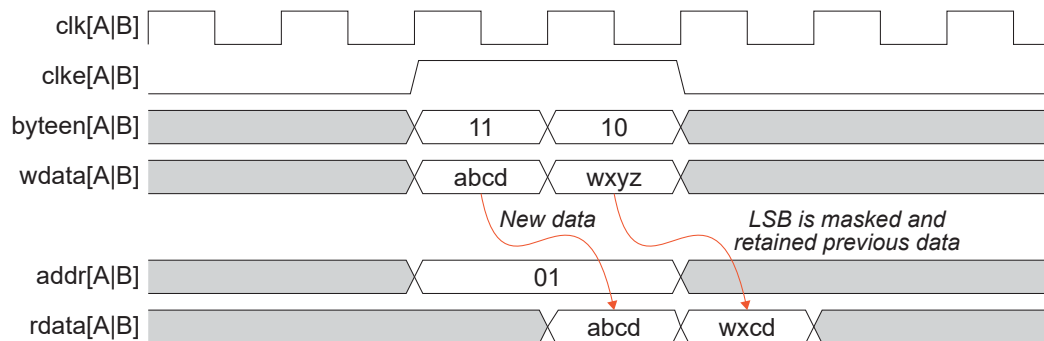 clk[A|B]
clke[A|B]
byteen[A|B] 11 10
wdata[A|B] abcd wxyz
New data
LSB is masked and
retained previous data
addr[A|B] 01
rdata[A|B] abcd wxcd